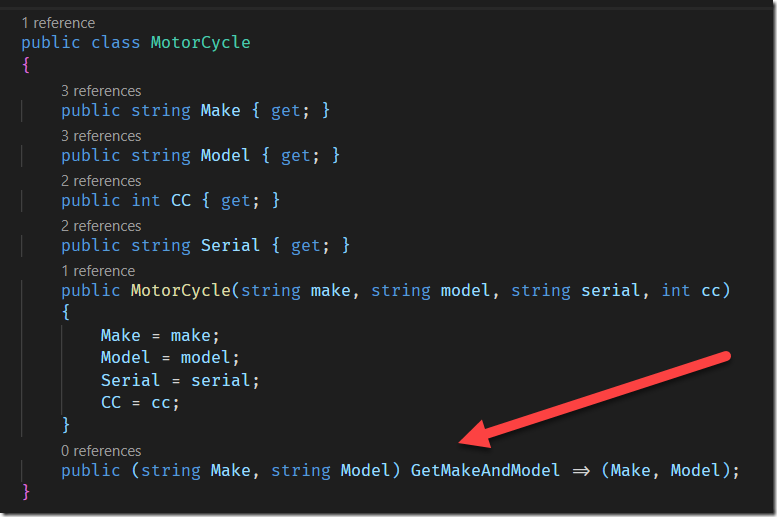 1 reference
public class MotorCycle
{
3 references
public string Make { get; }
3 references
public string Model { get; }
2 references
public int CC { get; }
2 references
public string Serial { get; }
1 reference
public MotorCycle(string make, string model, string serial, int cc)
{
Make = make;
Model = model;
Serial = serial;
CC = cc;
}
0 references
public (string Make, string Model) GetMakeAndModel => (Make, Model);
}